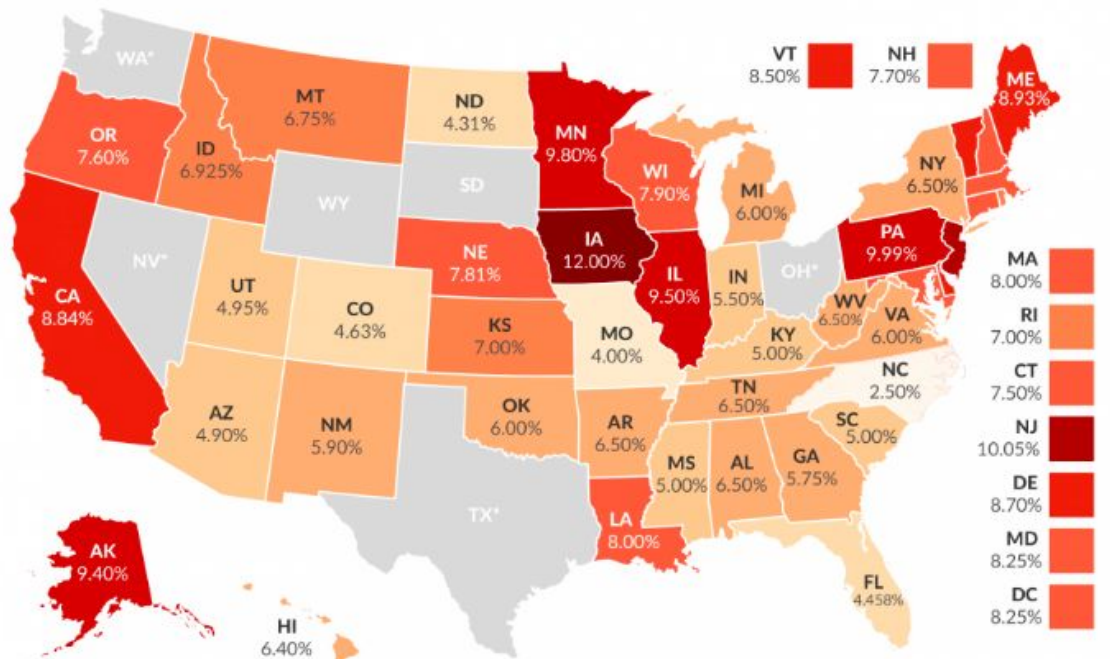 WA*
VT
8.50%
NH
7.70%
ME
8.93%
MT
6.75%
ND
4.31%
MN
9.80%
OR
7.60%
ID
6.925%
WI
7.90%
NY
6.50%
SD
MI
6.00%
WY
IA
12.00%
PA
9.99%
NE
7.81%
IL
9.50%
IN
5.50%
OH*
NV*
MA
8.00%
CA
8.84%
UT
4.95%
CO
4.63%
WV
6.50%
VA
6.00%
KS
7.00%
MO
4.00%
KY
5.00%
RI
7.00%
NC
2.50%
CT
7.50%
TN
6.50%
AZ
4.90%
NM
5.90%
OK
6.00%
AR
6.50%
SC
5.00%
NJ
10.05%
MS
5.00%
AL
6.50%
GA
5.75%
DE
8.70%
TX*
LA
8.00%
MD
8.25%
AK
9.40%
FL
4.458%
DC
8.25%
HI
6.40%